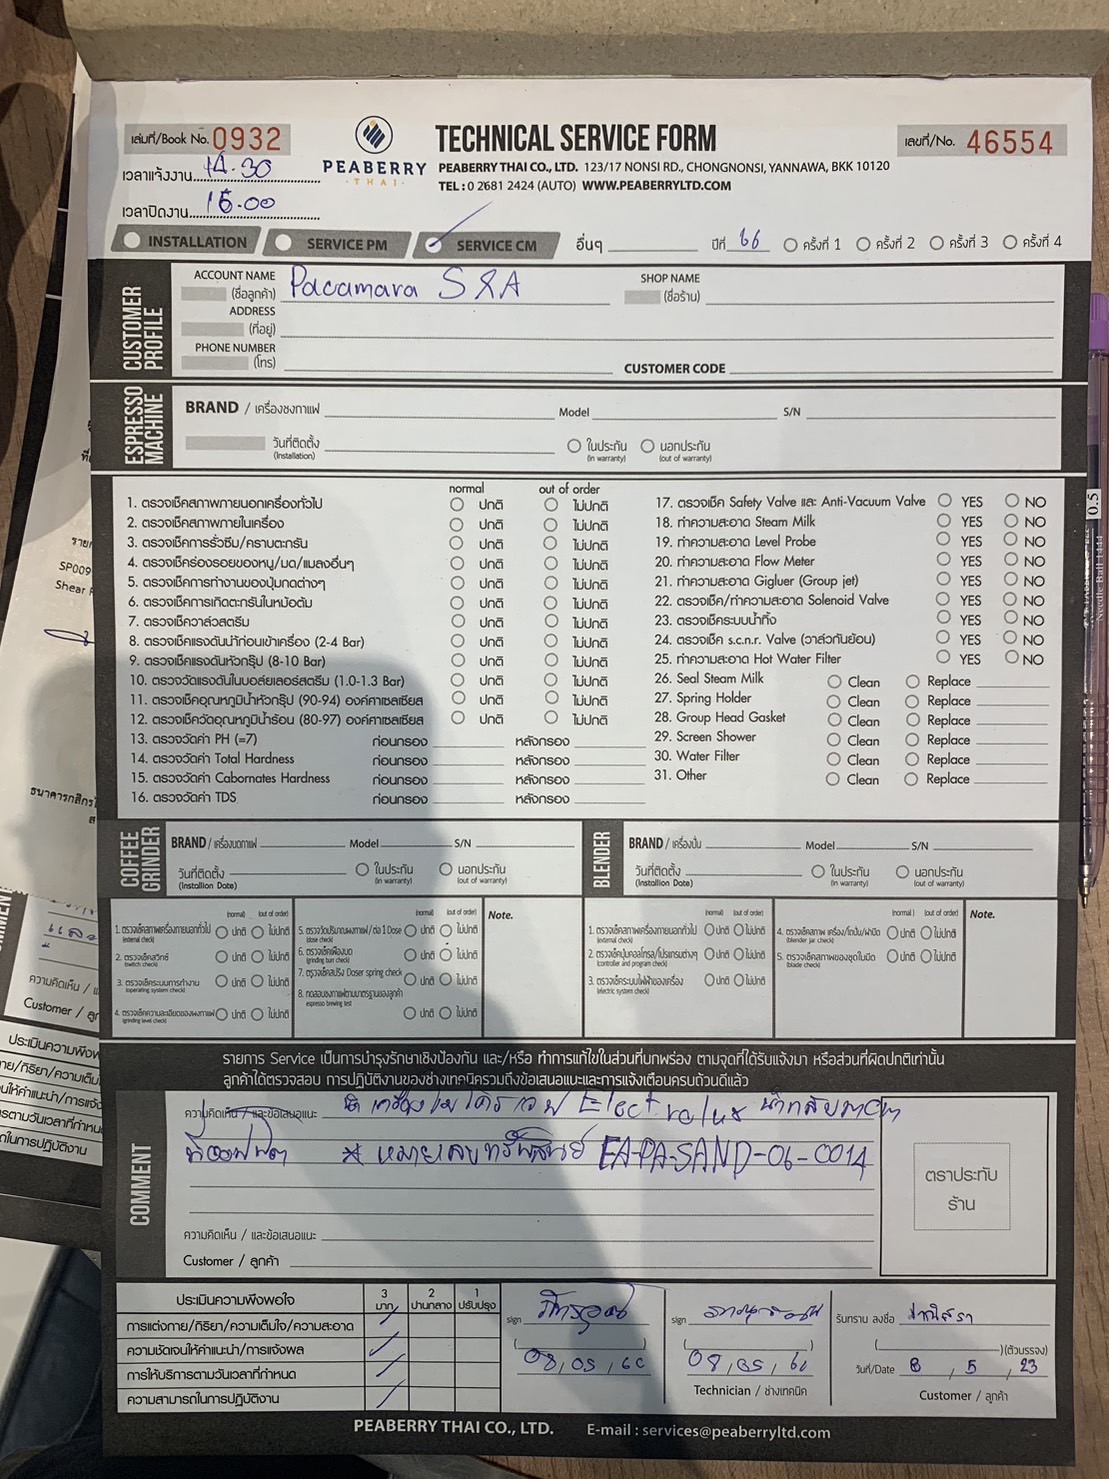 เล่มที่/Book No. 0932
PEABERRY
THAI
TECHNICAL SERVICE FORM
PEABERRY THAI CO., LTD. 123/17 NONSI RD., CHONGNONSI, YANNAWA, BKK 10120
TEL : 0 2681 2424 (AUTO) WWW.PEABERRYLTD.COM
เลขที่/No. 46554
เวลาแจ้งงาน 14.30
เวลาปิดงาน 16.00
INSTALLATION SERVICE PM SERVICE CM อื่นๆ ปีที่ 66 ครั้งที่ 1 ครั้งที่ 2 ครั้งที่ 3 ครั้งที่ 4
CUSTOMER PROFILE
ACCOUNT NAME (ชื่อลูกค้า) Pacamara
SHOP NAME (ชื่อร้าน)
ADDRESS (ที่อยู่)
PHONE NUMBER (โทร)
CUSTOMER CODE
ESPRESSO MACHINE
BRAND / เครื่องชงกาแฟ Model S/N
วันที่ติดตั้ง (Installation) ในประกัน (in warranty) นอกประกัน (out of warranty)
normal out of order
1. ตรวจเช็คสภาพภายนอกเครื่องทั่วไป ปกติ ไม่ปกติ
2. ตรวจเช็คสภาพภายในเครื่อง ปกติ ไม่ปกติ
3. ตรวจเช็คการรั่วซึม/คราบตะกรัน ปกติ ไม่ปกติ
4. ตรวจเช็คร่องรอยของหนู/มด/แมลงอื่นๆ ปกติ ไม่ปกติ
5. ตรวจเช็คการทำงานของปุ่มกดต่างๆ ปกติ ไม่ปกติ
6. ตรวจเช็คการเกิดตะกรันในหม้อต้ม ปกติ ไม่ปกติ
7. ตรวจเช็ควาล์วสตรีม ปกติ ไม่ปกติ
8. ตรวจเช็คแรงดันน้ำก่อนเข้าเครื่อง (2-4 Bar) ปกติ ไม่ปกติ
9. ตรวจเช็คแรงดันหัวกรุ๊ป (8-10 Bar) ปกติ ไม่ปกติ
10. ตรวจวัดแรงดันในบอล์ยเลอร์สตรีม (1.0-1.3 Bar) ปกติ ไม่ปกติ
11. ตรวจเช็คอุณหภูมิน้ำหัวกรุ๊ป (90-94) องค์ศาเซลเซียส ปกติ ไม่ปกติ
12. ตรวจเช็ควัดอุณหภูมิน้ำร้อน (80-97) องค์ศาเซลเซียส ปกติ ไม่ปกติ
13. ตรวจวัดค่า PH (=7) ก่อนกรอง หลังกรอง
14. ตรวจวัดค่า Total Hardness ก่อนกรอง หลังกรอง
15. ตรวจวัดค่า Cabornates Hardness ก่อนกรอง หลังกรอง
16. ตรวจวัดค่า TDS ก่อนกรอง หลังกรอง
17. ตรวจเช็ค Safety Valve และ Anti-Vacuum Valve YES NO
18. ทำความสะอาด Steam Milk YES NO
19. ทำความสะอาด Level Probe YES NO
20. ทำความสะอาด Flow Meter YES NO
21. ทำความสะอาด Gigluer (Group jet) YES NO
22. ตรวจเช็ค/ทำความสะอาด Solenoid Valve YES NO
23. ตรวจเช็คระบบน้ำทิ้ง YES NO
24. ตรวจเช็ค s.c.n.r. Valve (วาล์วกันย้อน) YES NO
25. ทำความสะอาด Hot Water Filter YES NO
26. Seal Steam Milk Clean Replace
27. Spring Holder Clean Replace
28. Group Head Gasket Clean Replace
29. Screen Shower Clean Replace
30. Water Filter Clean Replace
31. Other Clean Replace
COFFEE GRINDER
BRAND / เครื่องบดกาแฟ Model S/N
วันที่ติดตั้ง (Installion Date) ในประกัน (in warranty) นอกประกัน (out of warranty)
BLENDER
BRAND / เครื่องปั่น Model S/N
วันที่ติดตั้ง (Installion Date) ในประกัน (in warranty) นอกประกัน (out of warranty)
(normal) (out of order)
1. ตรวจเช็คสภาพเครื่องภายนอกทั่วไป (external check) ปกติ ไม่ปกติ
2. ตรวจเช็คสวิทซ์ (switch check) ปกติ ไม่ปกติ
3. ตรวจเช็คระบบการทำงาน (operating system check) ปกติ ไม่ปกติ
4. ตรวจเช็คความละเอียดของผงกาแฟ (grinding level check) ปกติ ไม่ปกติ
(normal) (out of order)
5. ตรวจวัดปริมาณผงกาแฟ/ต่อ 1 Dose (dose check) ปกติ ไม่ปกติ
6. ตรวจเช็คเฟืองบด (grinding burr check) ปกติ ไม่ปกติ
7. ตรวจเช็คสปริง Doser spring check ปกติ ไม่ปกติ
8. ทดสอบชงกาแฟตามมาตรฐานของลูกค้า espresso brewing test ปกติ ไม่ปกติ
Note.
(normal) (out of order)
1. ตรวจเช็คสภาพเครื่องภายนอกทั่วไป (external check) ปกติ ไม่ปกติ
2. ตรวจเช็คปุ่มคอลโทรล/โปรแกรมต่างๆ (controller and program check) ปกติ ไม่ปกติ
3. ตรวจเช็คระบบไฟฟ้าของเครื่อง (electric system check) ปกติ ไม่ปกติ
(normal) (out of order)
4. ตรวจเช็คสภาพ เครื่อง/โถปั่น/ฝาปิด (blender jar check) ปกติ ไม่ปกติ
5. ตรวจเช็คสภาพของชุดใบมีด (blade check) ปกติ ไม่ปกติ
Note.
รายการ Service เป็นการบำรุงรักษาเชิงป้องกัน และ/หรือ ทำการแก้ไขในส่วนที่บกพร่อง ตามจุดที่ได้รับแจ้งมา หรือส่วนที่ผิดปกติเท่านั้น
ลูกค้าได้ตรวจสอบ การปฏิบัติงานของช่างเทคนิครวมถึงข้อเสนอแนะและการแจ้งเตือนครบถ้วนดีแล้ว
COMMENT
ความคิดเห็น / และข้อเสนอแนะ เครื่องไมโครเวฟ Electrolux
* หมายเลขทรัพย์สินย์ FA-PA-SAND-06-0014
ตราประทับ
ร้าน
ความคิดเห็น / และข้อเสนอแนะ
Customer / ลูกค้า
ประเมินความพึงพอใจ 3 มาก 2 ปานกลาง 1 ปรับปรุง
การแต่งกาย/กิริยา/ความเต็มใจ/ความสะอาด
ความชัดเจนให้คำแนะนำ/การแจ้งผล
การให้บริการตามวันเวลาที่กำหนด
ความสามารถในการปฏิบัติงาน
sign
08, 05, 66
sign
08, 05, 66
Technician / ช่างเทคนิค
รับทราบ ลงชื่อ
(ตัวบรรจง)
วันที่/Date 8, 5, 23
Customer / ลูกค้า
PEABERRY THAI CO., LTD. E-mail : services@peaberryltd.com
0.5
Needle Ball 1444
SP009
Shear
ความคิดเห็น /
Customer / ลูก